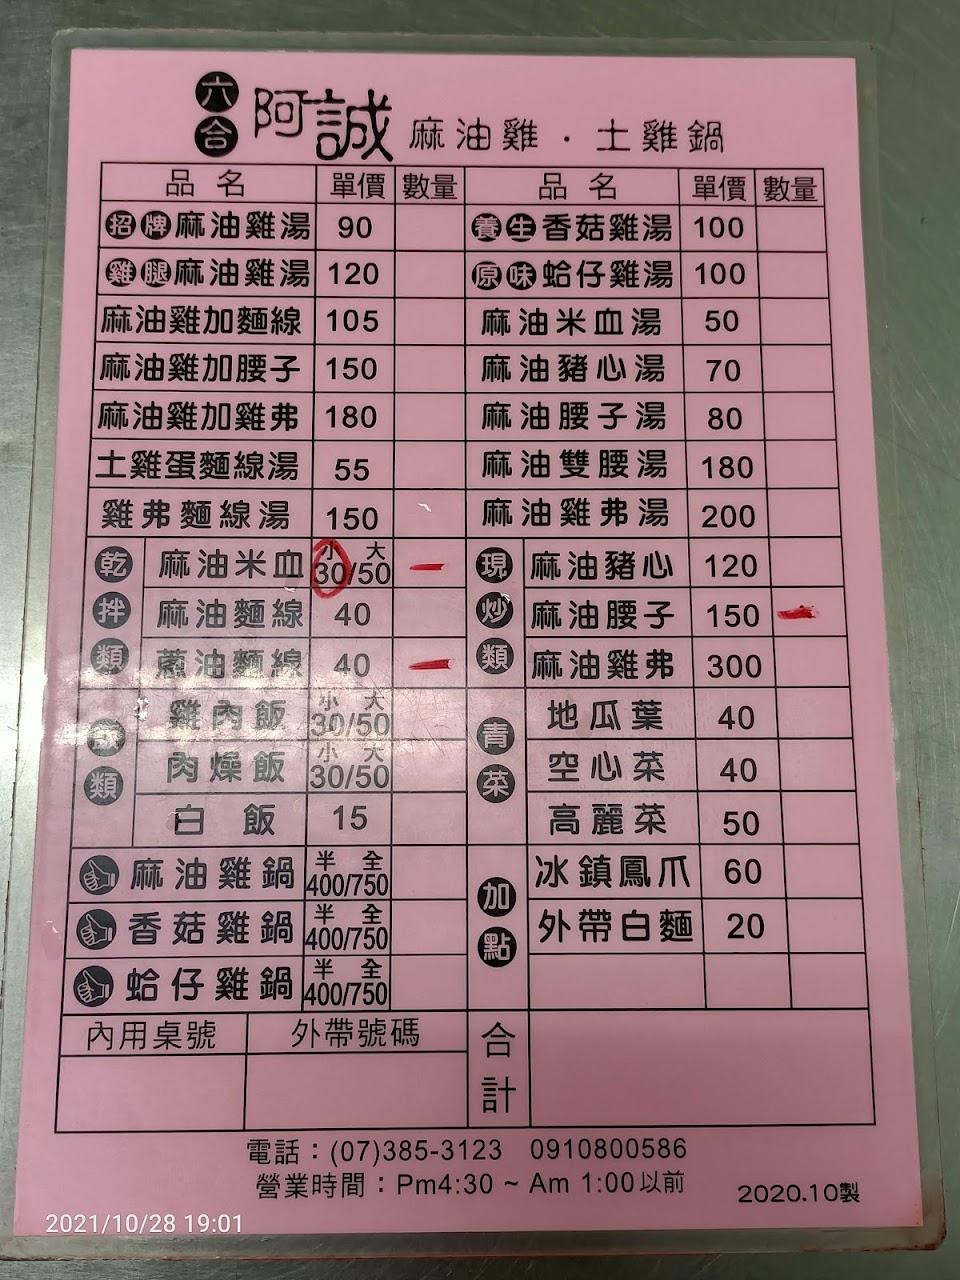 六合 阿誠 麻油雞．土雞鍋
品名 單價 數量 品名 單價 數量
招牌麻油雞湯 90 養生香菇雞湯 100
雞腿麻油雞湯 120 原味蛤仔雞湯 100
麻油雞加麵線 105 麻油米血湯 50
麻油雞加腰子 150 麻油豬心湯 70
麻油雞加雞弗 180 麻油腰子湯 80
土雞蛋麵線湯 55 麻油雙腰湯 180
雞弗麵線湯 150 麻油雞弗湯 200
乾拌類 現炒類
麻油米血 小 大 30/50 一 麻油豬心 120
麻油麵線 40 麻油腰子 150 一
蔥油麵線 40 一 麻油雞弗 300
類 青菜
雞肉飯 小 大 30/50 地瓜葉 40
肉燥飯 小 大 30/50 空心菜 40
白飯 15 高麗菜 50
加點
麻油雞鍋 半 全 400/750 冰鎮鳳爪 60
香菇雞鍋 半 全 400/750 外帶白麵 20
蛤仔雞鍋 半 全 400/750
內用桌號 外帶號碼 合計
電話：(07)385-3123 0910800586
營業時間：Pm4:30 ~ Am 1:00以前
2020.10製
2021/10/28 19:01